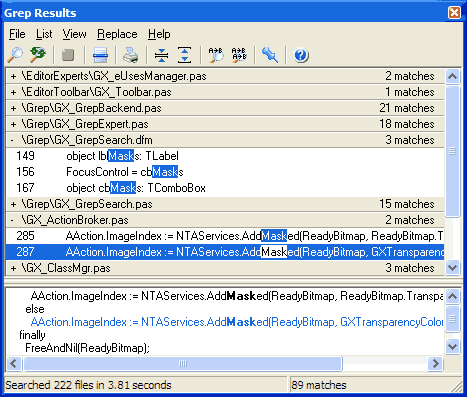 Grep Results
File List View Replace Help
+ \EditorExperts\GX_eUsesManager.pas 2 matches
+ \EditorToolbar\GX_Toolbar.pas 1 matches
+ \Grep\GX_GrepBackend.pas 21 matches
+ \Grep\GX_GrepExpert.pas 18 matches
- \Grep\GX_GrepSearch.dfm 3 matches
149 object lbMasks: TLabel
156 FocusControl = cbMasks
167 object cbMasks: TComboBox
+ \Grep\GX_GrepSearch.pas 15 matches
- \GX_ActionBroker.pas 2 matches
285 AAction.ImageIndex := NTAServices.AddMasked(ReadyBitmap, ReadyBitmap.T
287 AAction.ImageIndex := NTAServices.AddMasked(ReadyBitmap, GXTransparenc
+ \GX_ClassMgr.pas 3 matches
AAction.ImageIndex := NTAServices.AddMasked(ReadyBitmap, ReadyBitmap.Transpa
else
AAction.ImageIndex := NTAServices.AddMasked(ReadyBitmap, GXTransparencyColor
finally
FreeAndNil(ReadyBitmap);
Searched 222 files in 3.81 seconds 89 matches